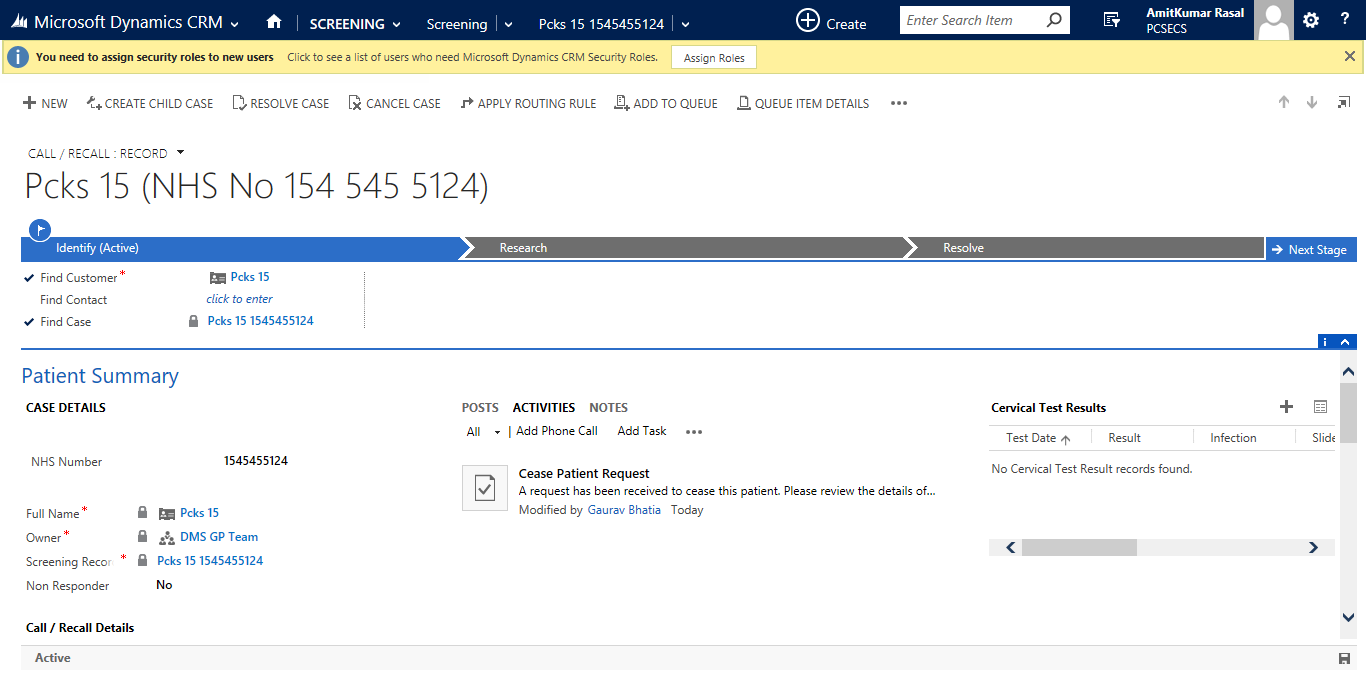 Microsoft Dynamics CRM SCREENING Screening Pcks 15 1545455124 Create Enter Search Item AmitKumar Rasal ?
PCSECS
i You need to assign security roles to new users Click to see a list of users who need Microsoft Dynamics CRM Security Roles. Assign Roles
NEW CREATE CHILD CASE RESOLVE CASE CANCEL CASE APPLY ROUTING RULE ADD TO QUEUE QUEUE ITEM DETAILS •••
CALL / RECALL : RECORD
Pcks 15 (NHS No 154 545 5124)
Identify (Active) Research Resolve Next Stage
Find Customer* Pcks 15
Find Contact click to enter
Find Case Pcks 15 1545455124
i
Patient Summary
CASE DETAILS
NHS Number 1545455124
Full Name* Pcks 15
Owner* DMS GP Team
Screening Recor * Pcks 15 1545455124
Non Responder No
Call / Recall Details
POSTS ACTIVITIES NOTES
All | Add Phone Call Add Task •••
Cease Patient Request
A request has been received to cease this patient. Please review the details of...
Modified by Gaurav Bhatia Today
Cervical Test Results
Test Date Result Infection Slide
No Cervical Test Result records found.
Active